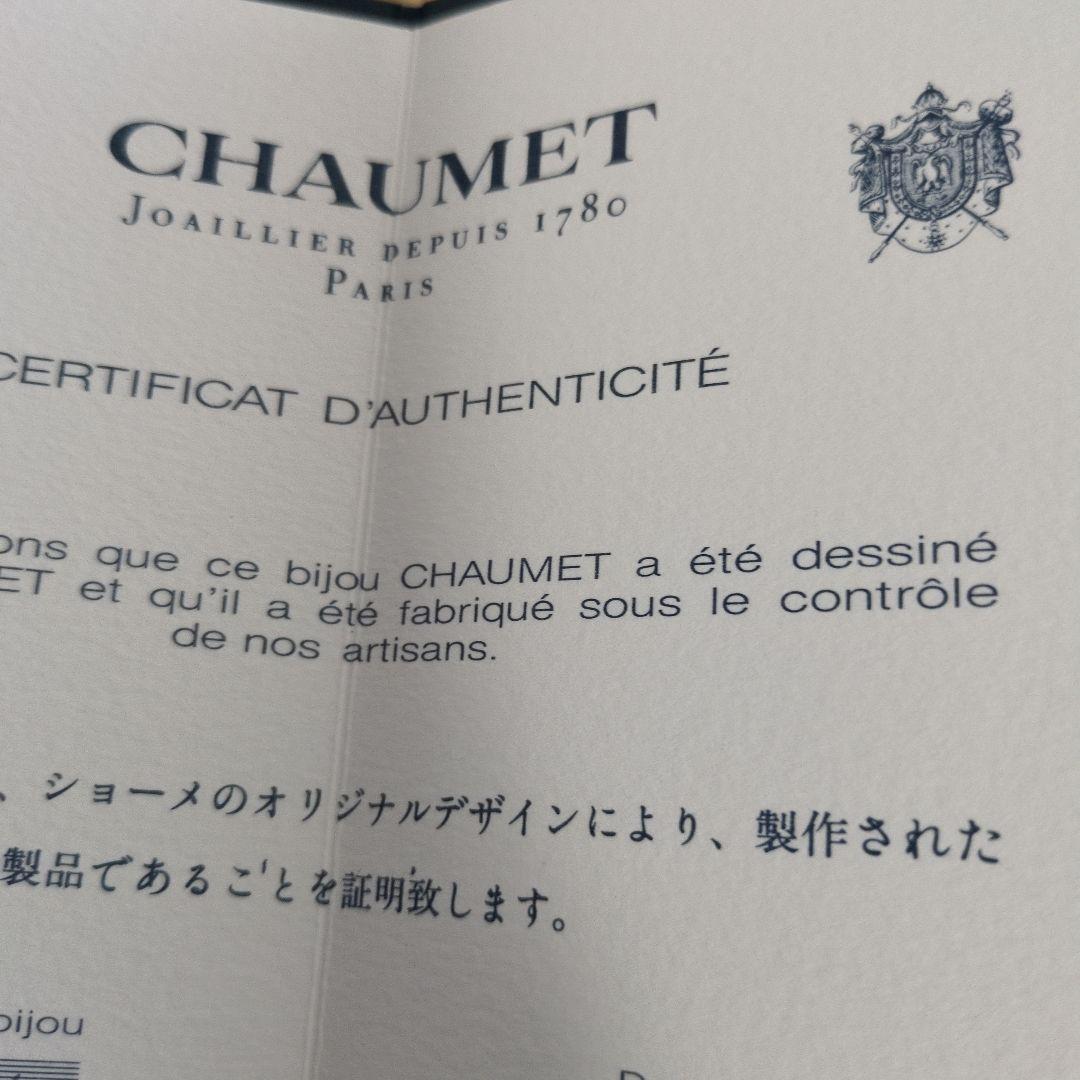 CHAUMET
JOAILLIER DEPUIS 1780
PARIS
CERTIFICAT D'AUTHENTICITÉ
ons que ce bijou CHAUMET a été dessiné
ET et qu'il a été fabriqué sous le contrôle
de nos artisans.
、ショーメのオリジナルデザインにより、製作された
製品であることを証明致します。
bijou